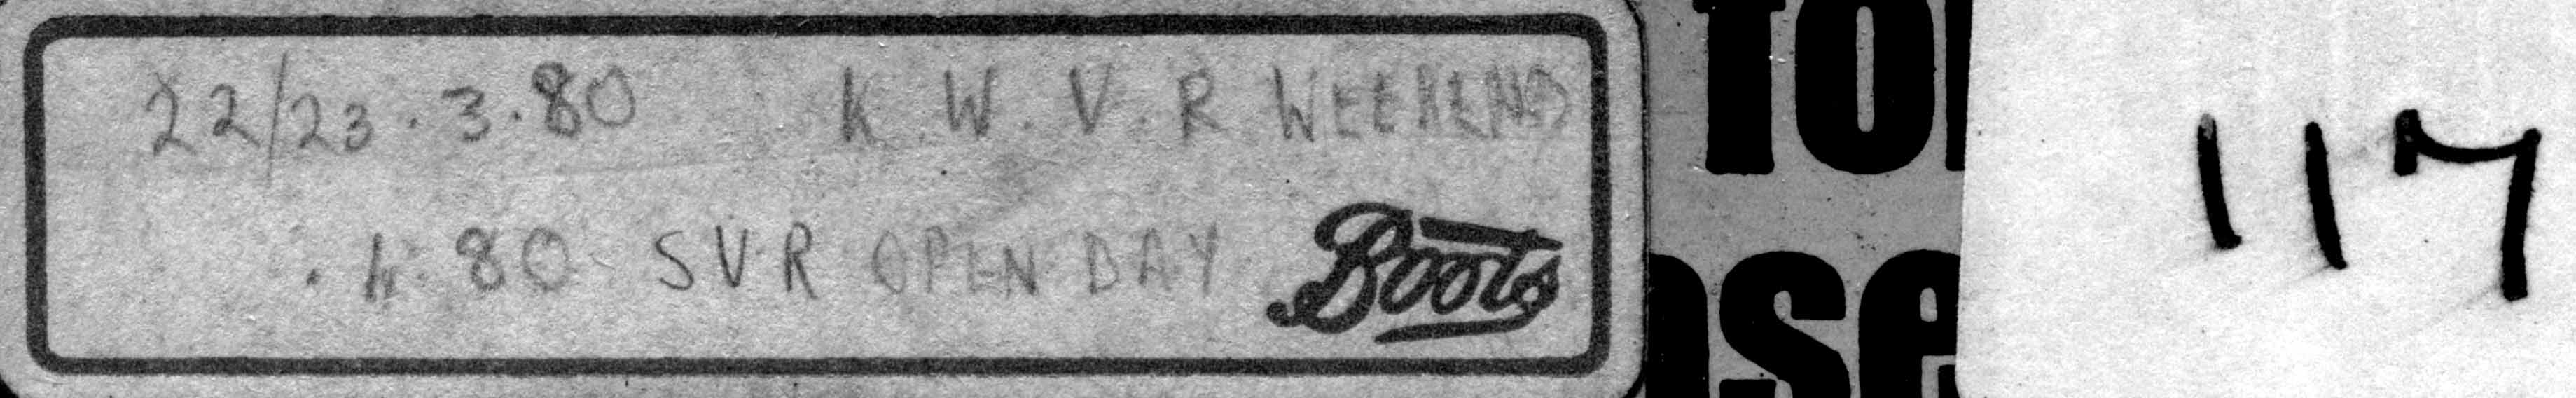 22/23.3.80 K.W.V.R WEEKEND
.4.80 SVR OPEN DAY
Boots
117